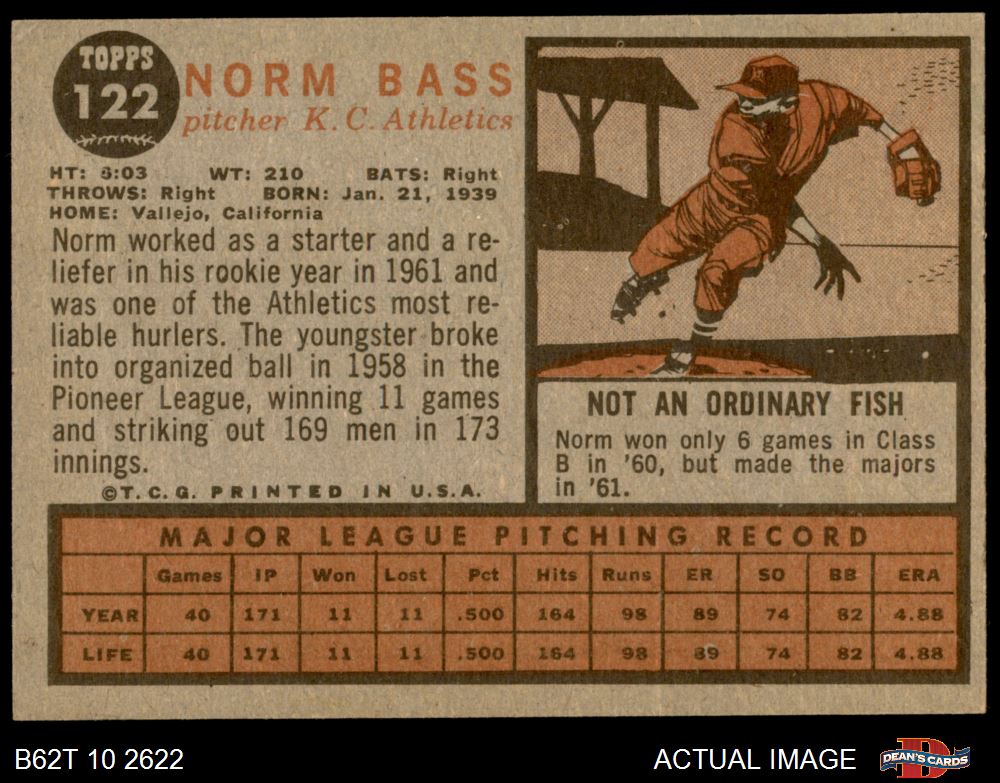 TOPPS
122
NORM BASS
pitcher K. C. Athletics
HT: 6:03 WT: 210 BATS: Right
THROWS: Right BORN: Jan. 21, 1939
HOME: Vallejo, California
Norm worked as a starter and a re-
liefer in his rookie year in 1961 and
was one of the Athletics most re-
liable hurlers. The youngster broke
into organized ball in 1958 in the
Pioneer League, winning 11 games
and striking out 169 men in 173
innings.
©T. C. G. PRINTED IN U.S.A.
NOT AN ORDINARY FISH
Norm won only 6 games in Class
B in '60, but made the majors
in '61.
MAJOR LEAGUE PITCHING RECORD
Games IP Won Lost Pct Hits Runs ER SO BB ERA
YEAR 40 171 11 11 .500 164 98 89 74 82 4.88
LIFE 40 171 11 11 .500 164 98 89 74 82 4.88
B62T 10 2622
ACTUAL IMAGE
DEAN'S CARDS